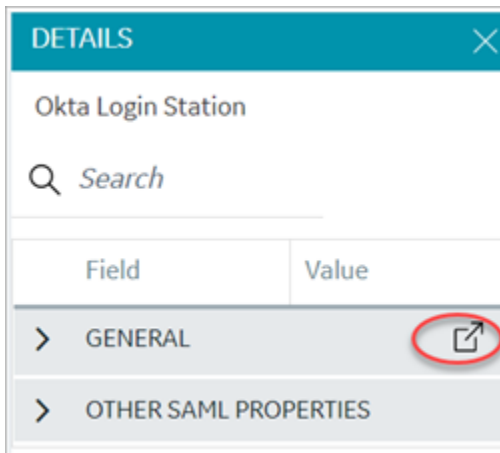 DETAILS
Okta Login Station
Search
Field Value
GENERAL
OTHER SAML PROPERTIES